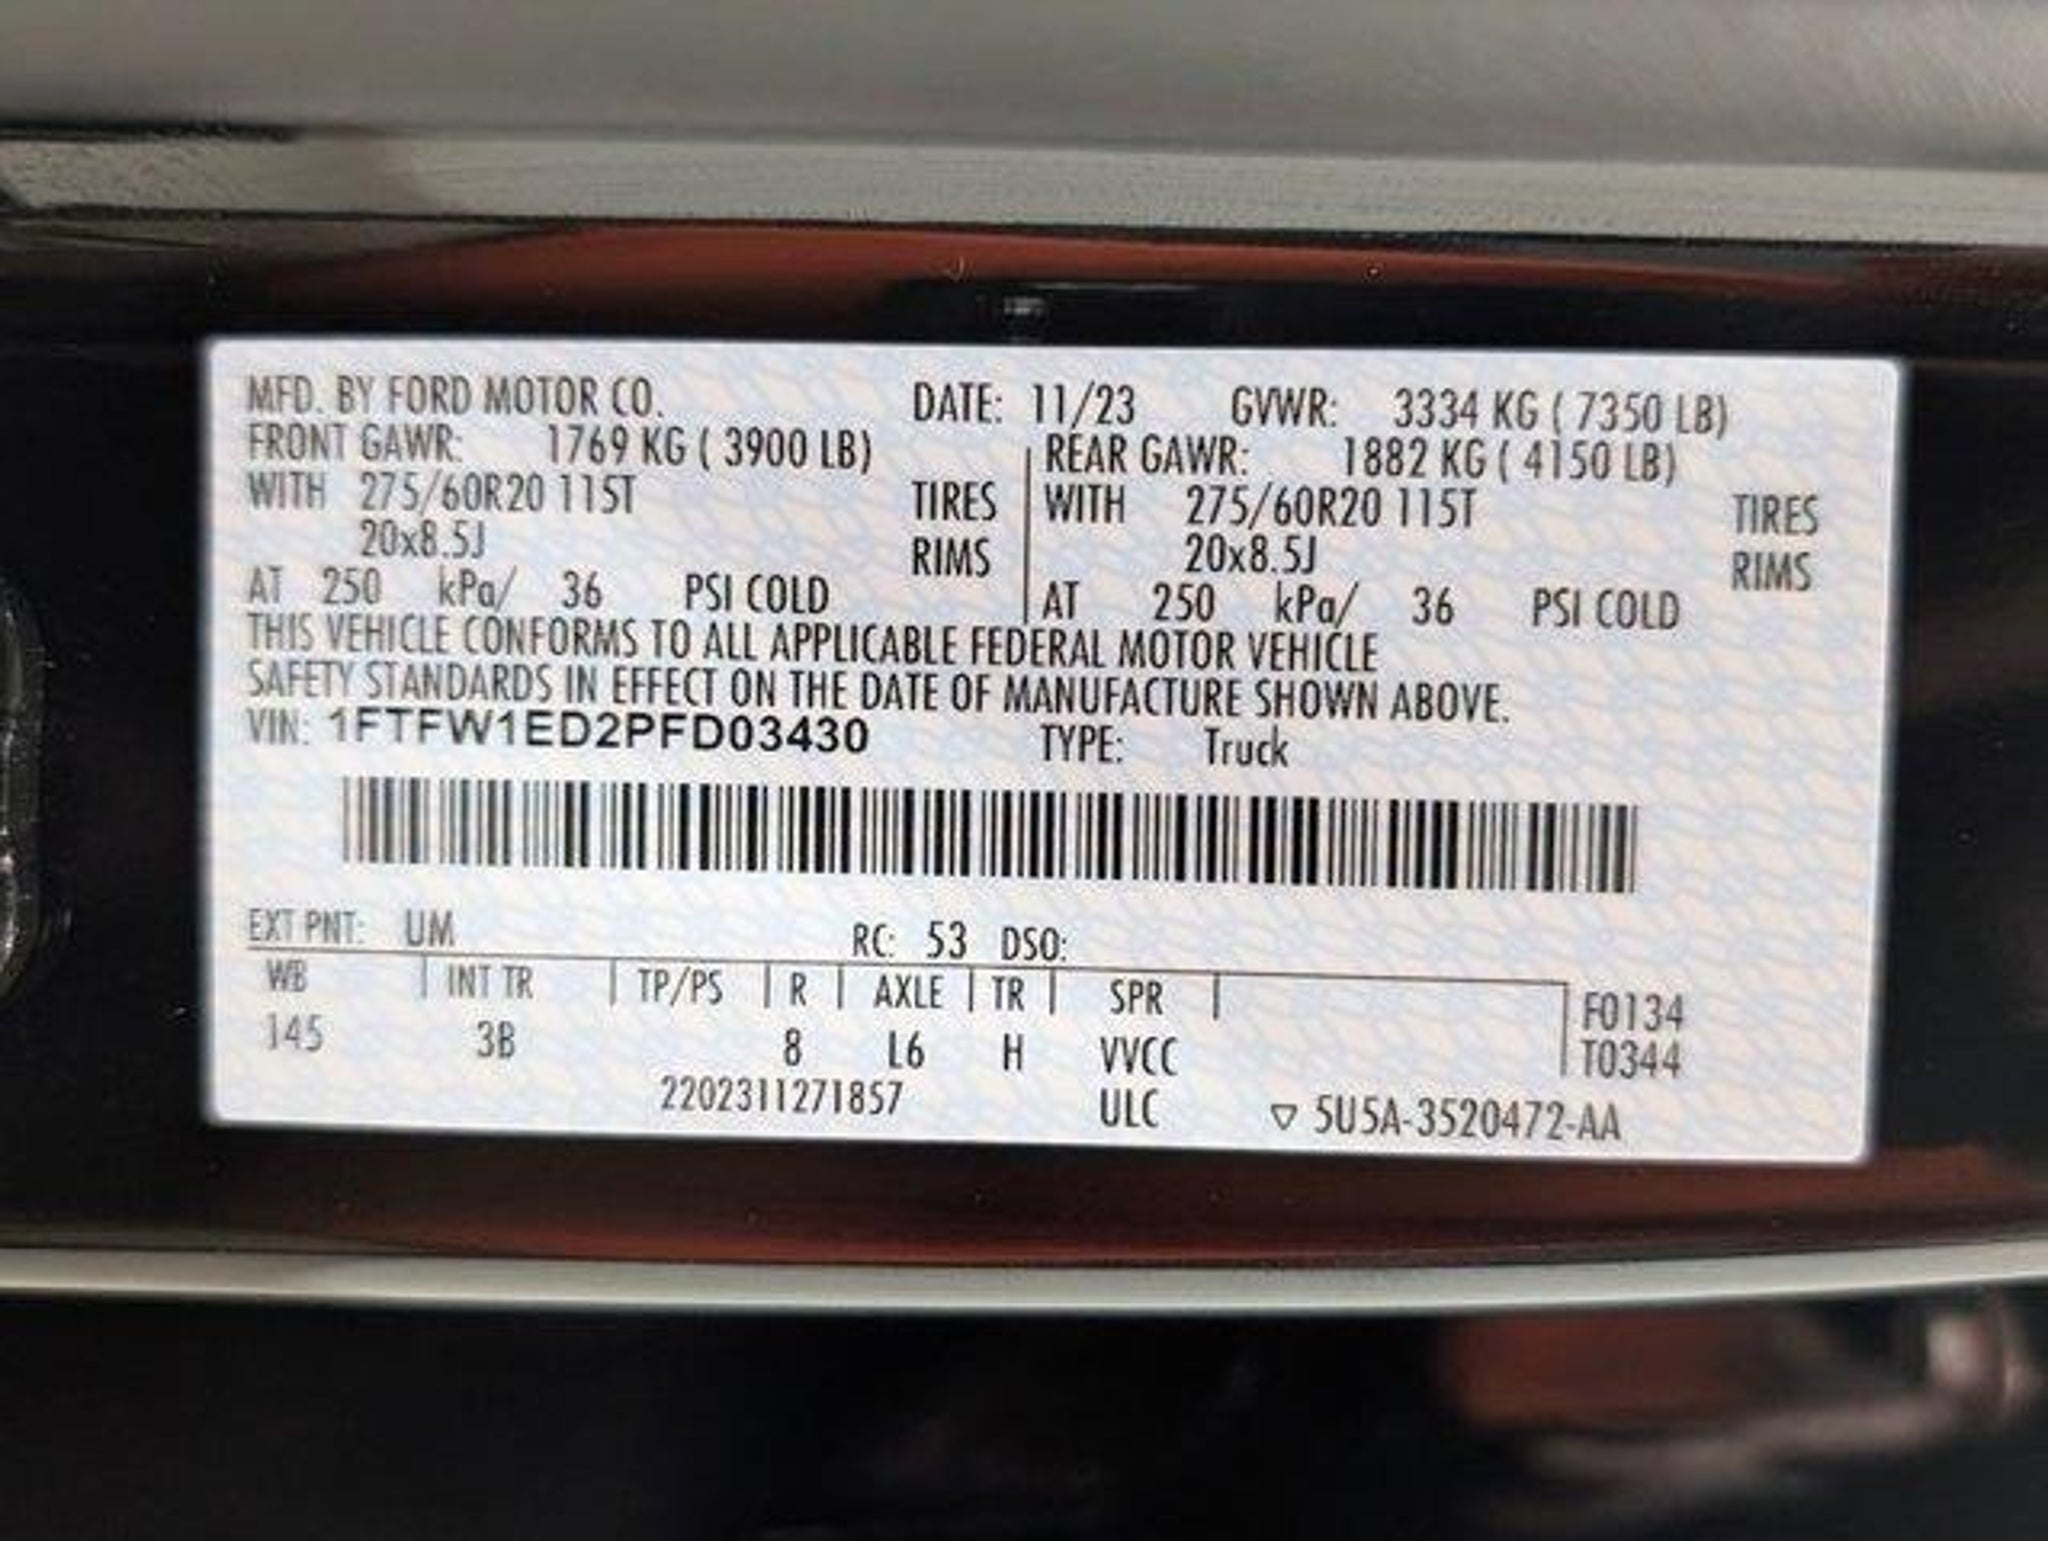 MFD. BY FORD MOTOR CO. DATE: 11/23 GVWR: 3334 KG ( 7350 LB)
FRONT GAWR: 1769 KG ( 3900 LB) REAR GAWR: 1882 KG ( 4150 LB)
WITH 275/60R20 115T TIRES WITH 275/60R20 115T TIRES
20x8.5J RIMS 20x8.5J RIMS
AT 250 kPa/ 36 PSI COLD AT 250 kPa/ 36 PSI COLD
THIS VEHICLE CONFORMS TO ALL APPLICABLE FEDERAL MOTOR VEHICLE
SAFETY STANDARDS IN EFFECT ON THE DATE OF MANUFACTURE SHOWN ABOVE.
VIN: 1FTFW1ED2PFD03430 TYPE: Truck
EXT PNT: UM RC: 53 DSO:
WB INT TR TP/PS R AXLE TR SPR F0134
145 3B 8 L6 H VVCC T0344
2202311271857 ULC ▽ 5U5A-3520472-AA